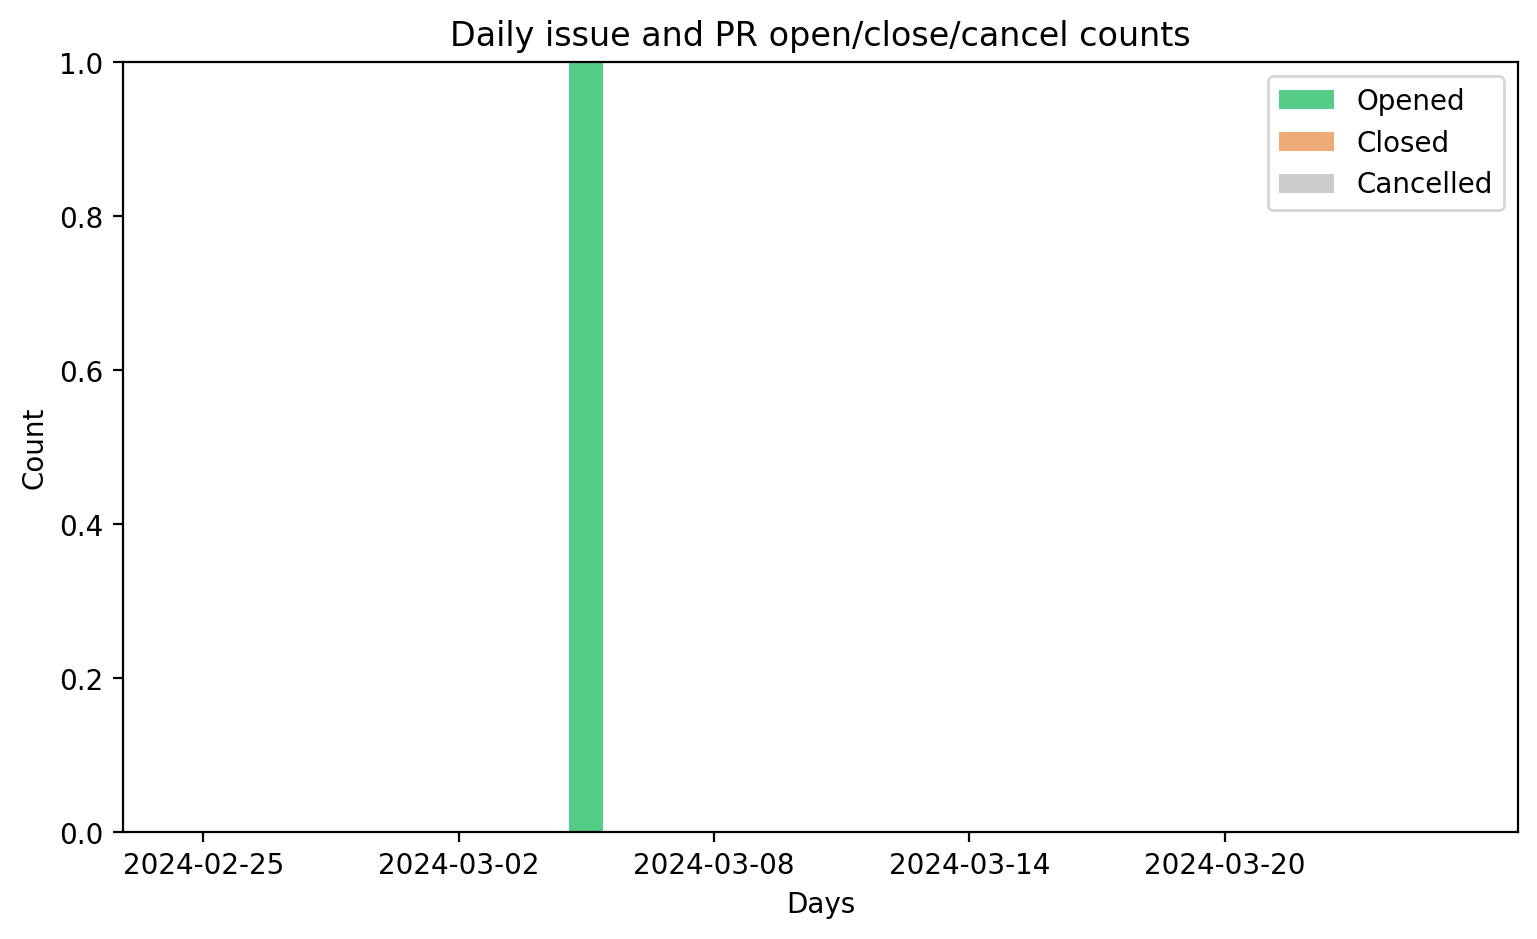 Daily issue and PR open/close/cancel counts
1.0
0.8
0.6
0.4
0.2
0.0
Count
Opened
Closed
Cancelled
2024-02-25
2024-03-02
2024-03-08
2024-03-14
2024-03-20
Days